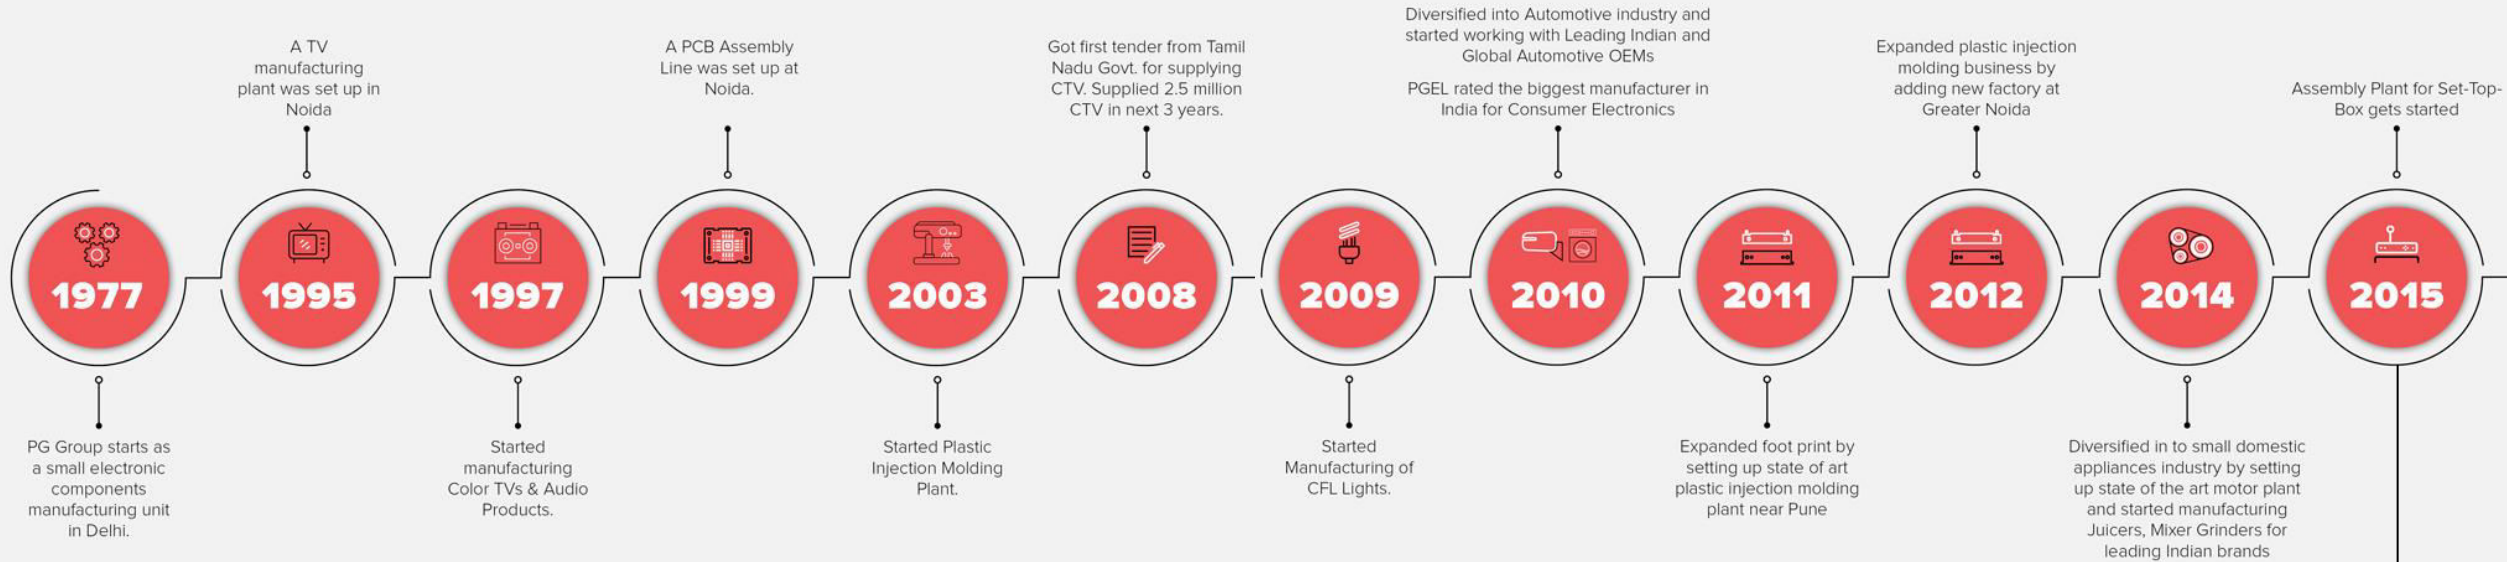 1977
PG Group starts as
a small electronic
components
manufacturing unit
in Delhi.
A TV
manufacturing
plant was set up in
Noida
1995
1997
Started
manufacturing
Color TVs & Audio
Products.
A PCB Assembly
Line was set up at
Noida.
1999
2003
Started Plastic
Injection Molding
Plant.
Got first tender from Tamil
Nadu Govt. for supplying
CTV. Supplied 2.5 million
CTV in next 3 years.
2008
2009
Started
Manufacturing of
CFL Lights.
Diversified into Automotive industry and
started working with Leading Indian and
Global Automotive OEMs
PGEL rated the biggest manufacturer in
India for Consumer Electronics
2010
2011
Expanded foot print by
setting up state of art
plastic injection molding
plant near Pune
Expanded plastic injection
molding business by
adding new factory at
Greater Noida
2012
2014
Diversified in to small domestic
appliances industry by setting
up state of the art motor plant
and started manufacturing
Juicers, Mixer Grinders for
leading Indian brands
Assembly Plant for Set-Top-
Box gets started
2015